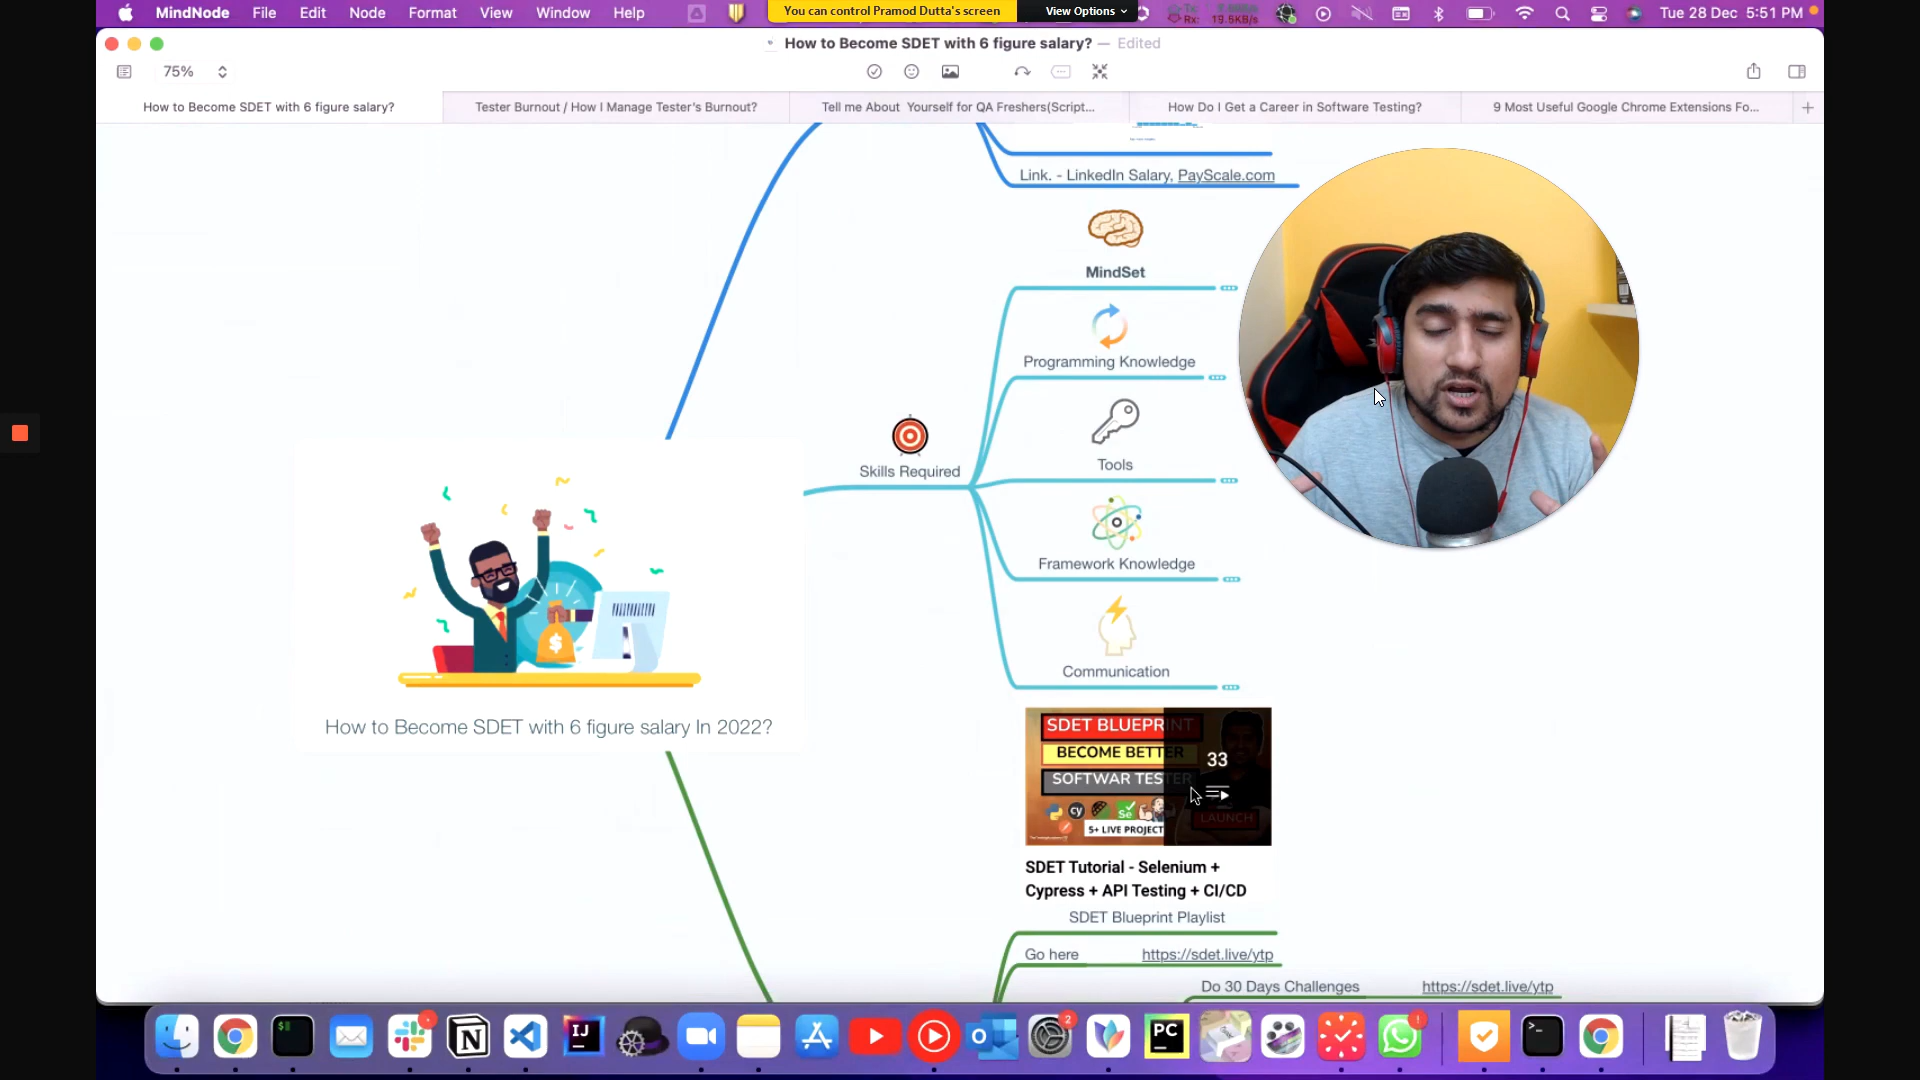 MindNode File Edit Node Format View Window Help
You can control Pramod Dutta's screen View Options
Tue 28 Dec 5:51 PM
How to Become SDET with 6 figure salary? — Edited
75%
How to Become SDET with 6 figure salary?
Tester Burnout / How I Manage Tester's Burnout?
Tell me About Yourself for QA Freshers(Script...
How Do I Get a Career in Software Testing?
9 Most Useful Google Chrome Extensions Fo...
Link. - LinkedIn Salary, PayScale.com
MindSet
Programming Knowledge
Skills Required
Tools
Framework Knowledge
Communication
How to Become SDET with 6 figure salary In 2022?
SDET BLUEPRINT
BECOME BETTER
SOFTWAR TESTER
33
5+ LIVE PROJECT
LAUNCH
SDET Tutorial - Selenium +
Cypress + API Testing + CI/CD
SDET Blueprint Playlist
Go here https://sdet.live/ytp
Do 30 Days Challenges https://sdet.live/ytp